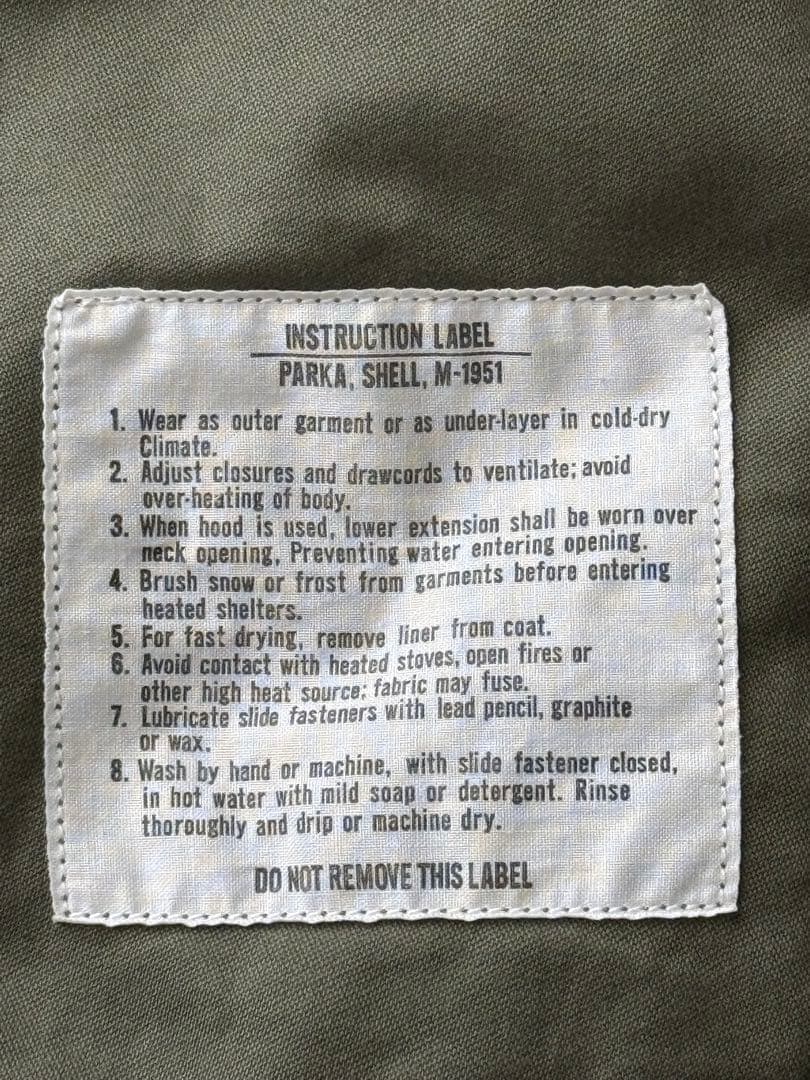 INSTRUCTION LABEL
PARKA, SHELL, M-1951
1. Wear as outer garment or as under-layer in cold-dry
Climate.
2. Adjust closures and drawcords to ventilate; avoid
over-heating of body.
3. When hood is used, lower extension shall be worn over
neck opening, Preventing water entering opening.
4. Brush snow or frost from garments before entering
heated shelters.
5. For fast drying, remove liner from coat.
6. Avoid contact with heated stoves, open fires or
other high heat source; fabric may fuse.
7. Lubricate slide fasteners with lead pencil, graphite
or wax.
8. Wash by hand or machine, with slide fastener closed,
in hot water with mild soap or detergent. Rinse
thoroughly and drip or machine dry.
DO NOT REMOVE THIS LABEL